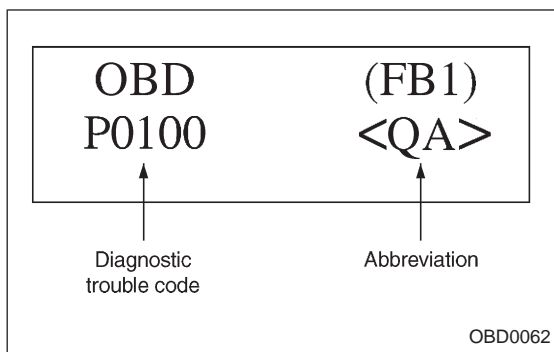 OBD (FB1)
P0100 <QA>
Diagnostic
trouble code
Abbreviation
OBD0062